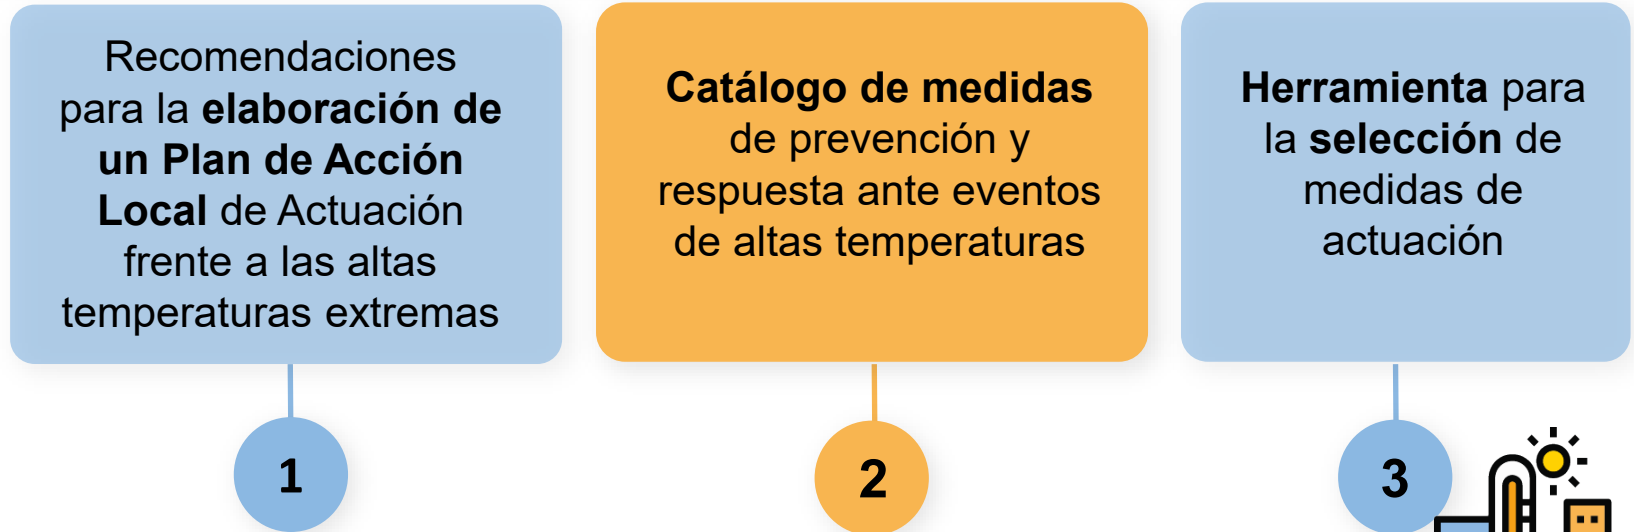 Recomendaciones
para la elaboración de
un Plan de Acción
Local de Actuación
frente a las altas
temperaturas extremas
1
Catálogo de medidas
de prevención y
respuesta ante eventos
de altas temperaturas
2
Herramienta para
la selección de
medidas de
actuación
3